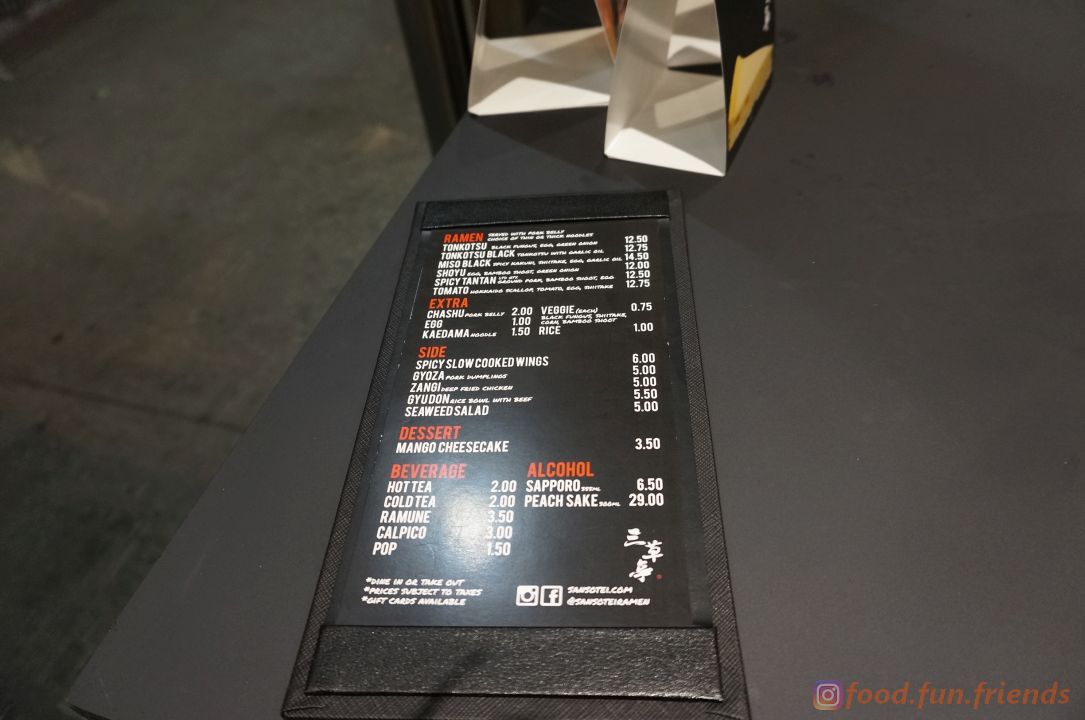 RAMEN SERVED WITH PORK BELLY
CHOICE OF THIN OR THICK NOODLES
TONKOTSU BLACK FUNGUS, EGG, GREEN ONION 12.50
TONKOTSU BLACK TONKOTSU WITH GARLIC OIL 12.75
MISO BLACK SPICY KAKUNI, SHIITAKE, EGG, GARLIC OIL 14.50
SHOYU EGG, BAMBOO SHOOT, GREEN ONION 12.00
SPICY TANTAN GROUND PORK, BAMBOO SHOOT, EGG 12.50
TOMATO HOKKAIDO SCALLOP, TOMATO, EGG, SHIITAKE 12.75
EXTRA
CHASHU PORK BELLY 2.00 VEGGIE (EACH) 0.75
BLACK FUNGUS, SHIITAKE,
EGG 1.00 CORN, BAMBOO SHOOT
KAEDAMA NOODLE 1.50 RICE 1.00
SIDE
SPICY SLOW COOKED WINGS 6.00
GYOZA PORK DUMPLINGS 5.00
ZANGI DEEP FRIED CHICKEN 5.00
GYUDON RICE BOWL WITH BEEF 5.50
SEAWEED SALAD 5.00
DESSERT
MANGO CHEESECAKE 3.50
BEVERAGE ALCOHOL
HOT TEA 2.00 SAPPORO 6.50
COLD TEA 2.00 PEACH SAKE 29.00
RAMUNE 3.50
CALPICO 3.00
POP 1.50
三草亭
*DINE IN OR TAKE OUT
*PRICES SUBJECT TO TAXES SANSOTEI.COM
*GIFT CARDS AVAILABLE @SANSOTEIRAMEN
food.fun.friends